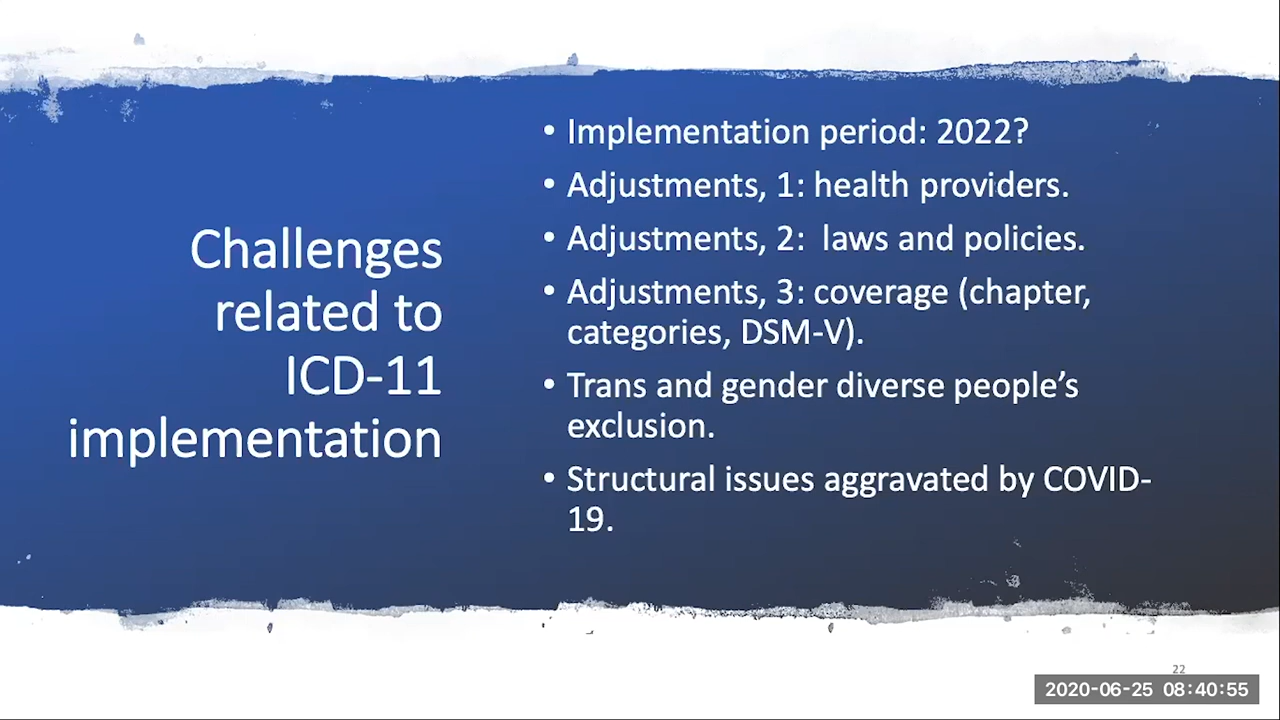 Challenges
related to
ICD-11
implementation
• Implementation period: 2022?
• Adjustments, 1: health providers.
• Adjustments, 2:  laws and policies.
• Adjustments, 3: coverage (chapter,
categories, DSM-V).
• Trans and gender diverse people’s
exclusion.
• Structural issues aggravated by COVID-
19.
22
2020-06-25 08:40:55